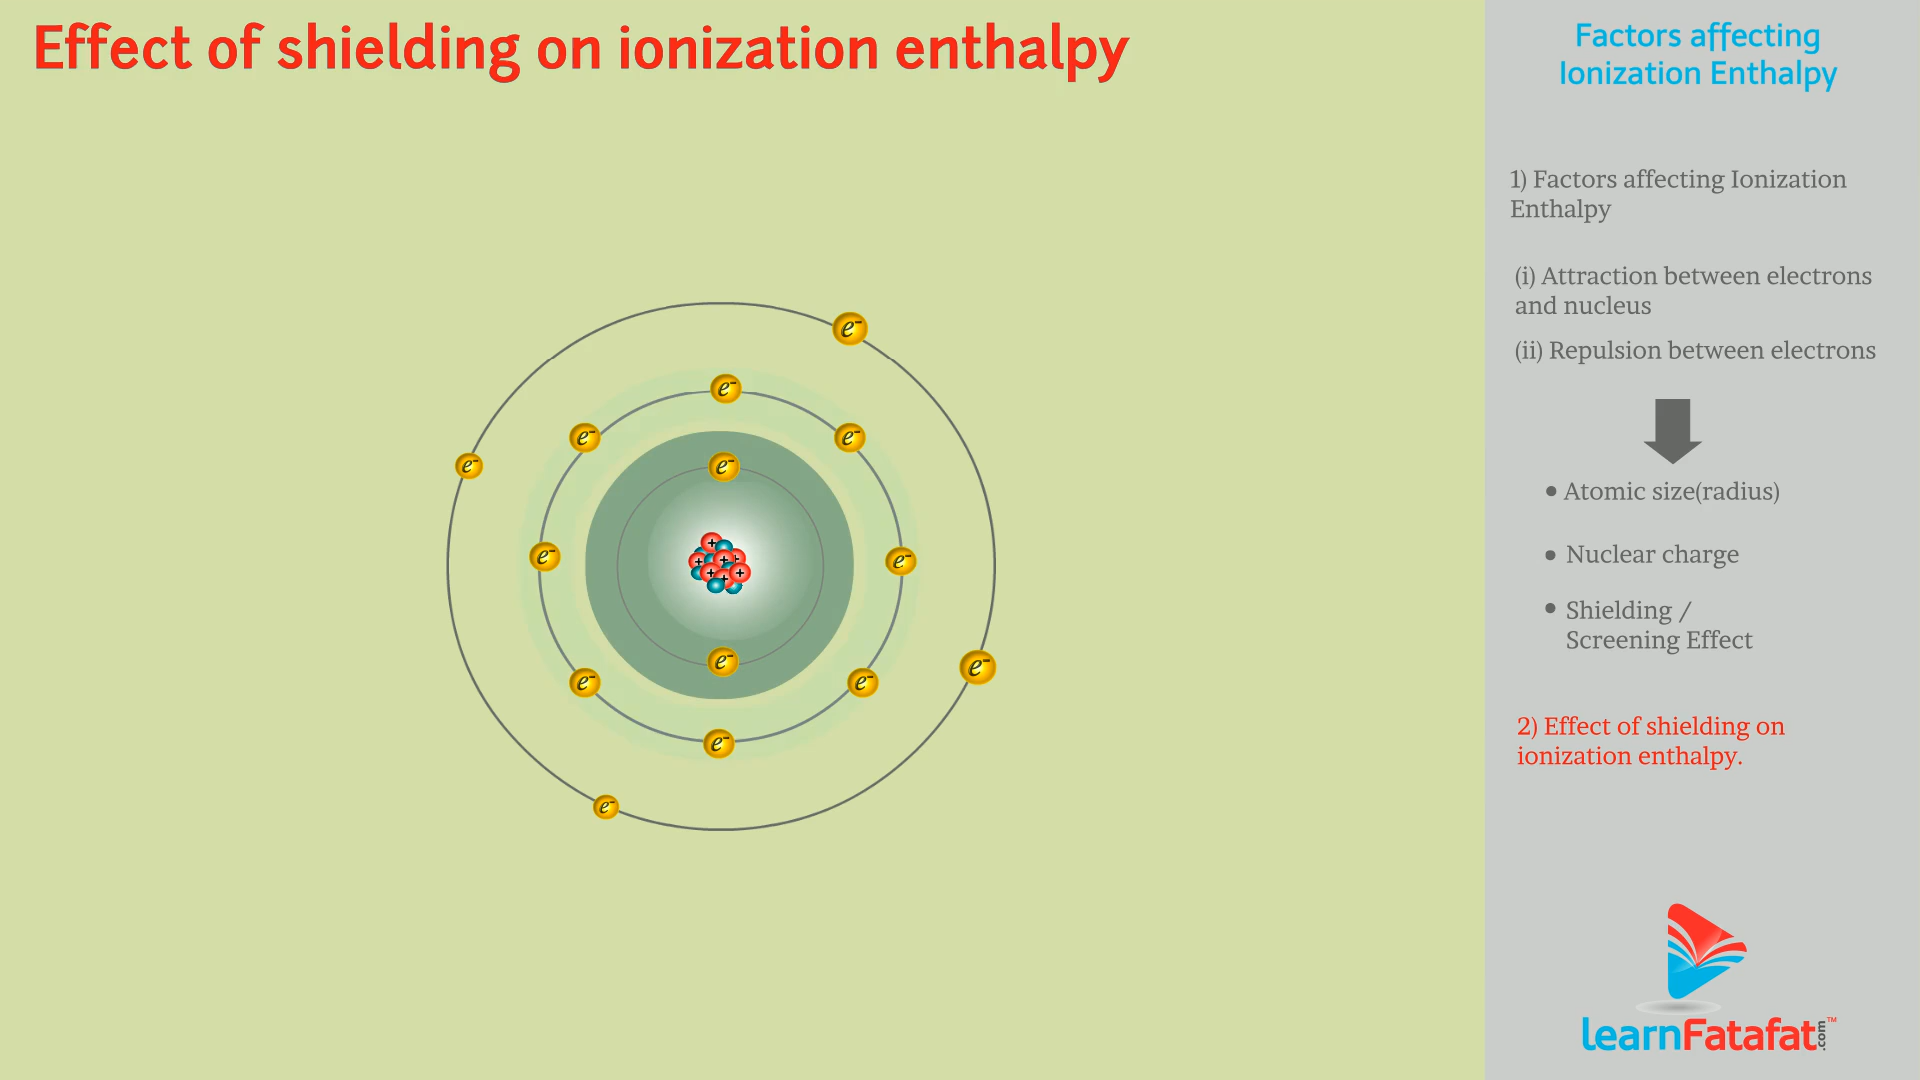 Effect of shielding on ionization enthalpy
e⁻
e⁻
e⁻
e⁻
e⁻
e⁻
e⁻
e⁻
e⁻
e⁻
e⁻
e⁻
e⁻
e⁻
+
+
+
+
+
+
+
Factors affecting
Ionization Enthalpy
1) Factors affecting Ionization
Enthalpy
(i) Attraction between electrons
and nucleus
(ii) Repulsion between electrons
• Atomic size(radius)
• Nuclear charge
• Shielding /
Screening Effect
2) Effect of shielding on
ionization enthalpy.
learnFatafat.com™